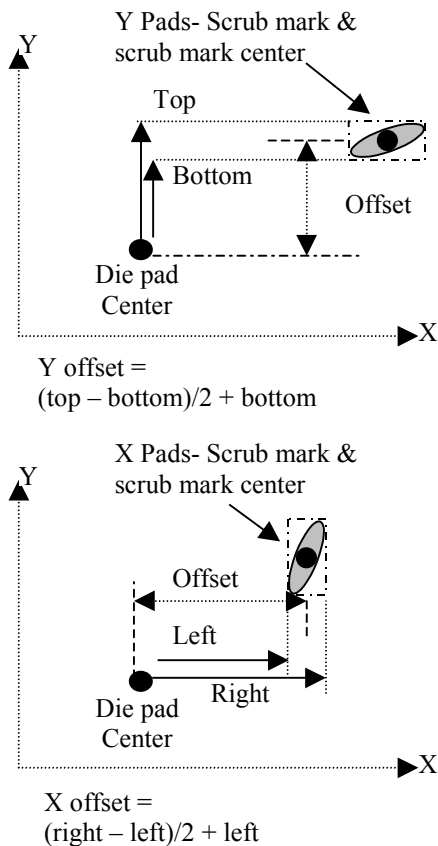 Y
Y Pads- Scrub mark &
scrub mark center
Top
Bottom
Offset
Die pad
Center
X
Y offset =
(top – bottom)/2 + bottom
Y
X Pads- Scrub mark &
scrub mark center
Offset
Left
Right
Die pad
Center
X
X offset =
(right – left)/2 + left